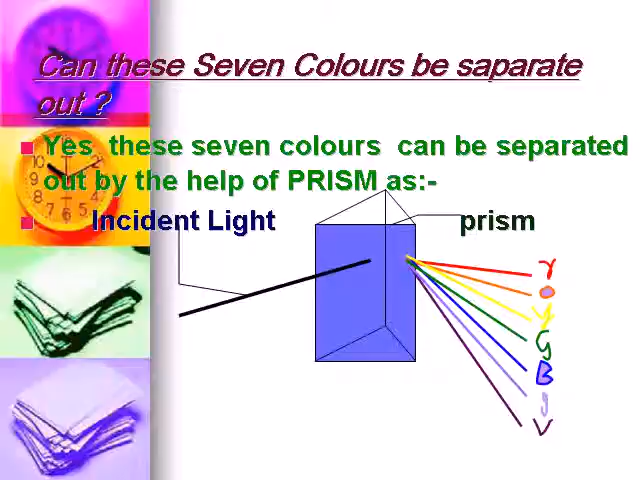 Can these Seven Colours be saparate
out ?
Yes these seven colours can be separated
out by the help of PRISM as:-
Incident Light prism
r
O
y
G
B
V